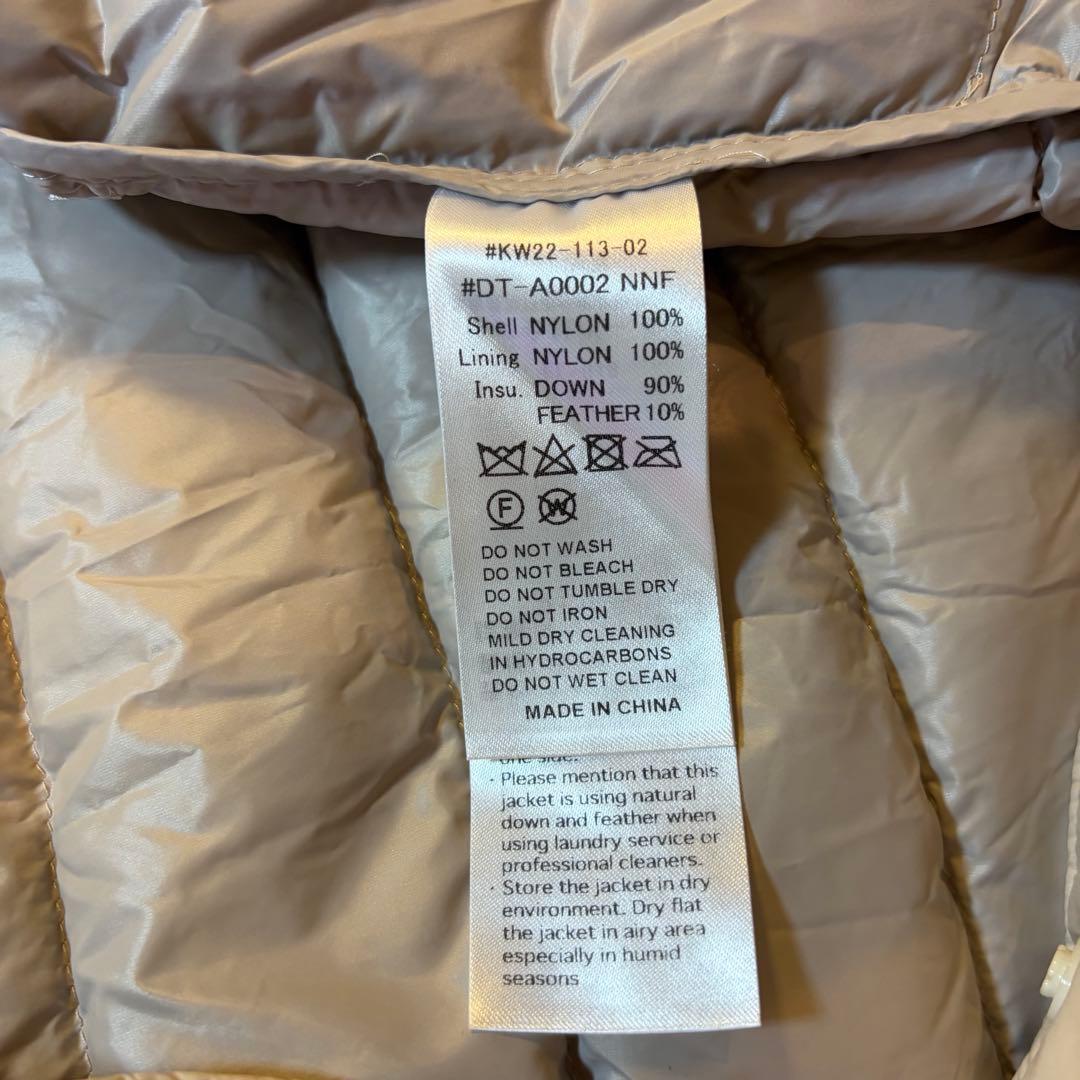 #KW22-113-02
#DT-A0002 NNF
Shell NYLON 100%
Lining NYLON 100%
Insu. DOWN 90%
FEATHER 10%
F W
DO NOT WASH
DO NOT BLEACH
DO NOT TUMBLE DRY
DO NOT IRON
MILD DRY CLEANING
IN HYDROCARBONS
DO NOT WET CLEAN
MADE IN CHINA
one side.
· Please mention that this
jacket is using natural
down and feather when
using laundry service or
professional cleaners.
· Store the jacket in dry
environment. Dry flat
the jacket in airy area
especially in humid
seasons